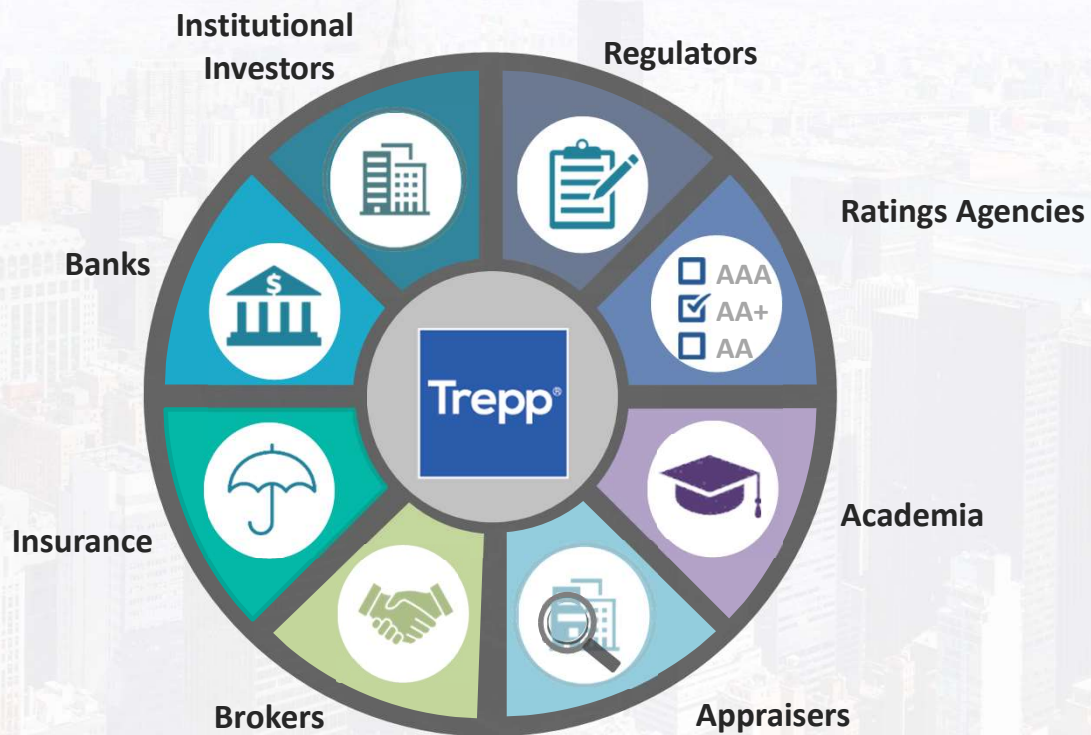 Institutional
Investors
Regulators
Ratings Agencies
Banks
$
AAA
AA+
AA
Trepp®
Insurance
Academia
Brokers
Appraisers